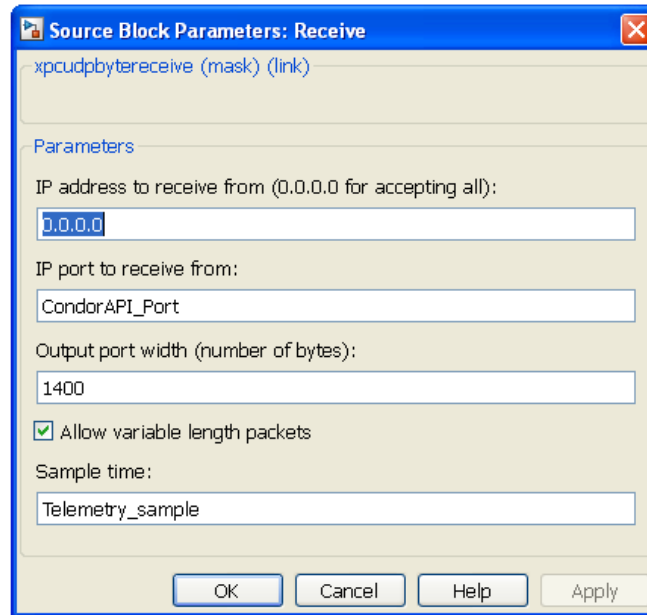 Source Block Parameters: Receive
xpcudpbytereceive (mask) (link)
Parameters
IP address to receive from (0.0.0.0 for accepting all):
0.0.0.0
IP port to receive from:
CondorAPI_Port
Output port width (number of bytes):
1400
Allow variable length packets
Sample time:
Telemetry_sample
OK Cancel Help Apply